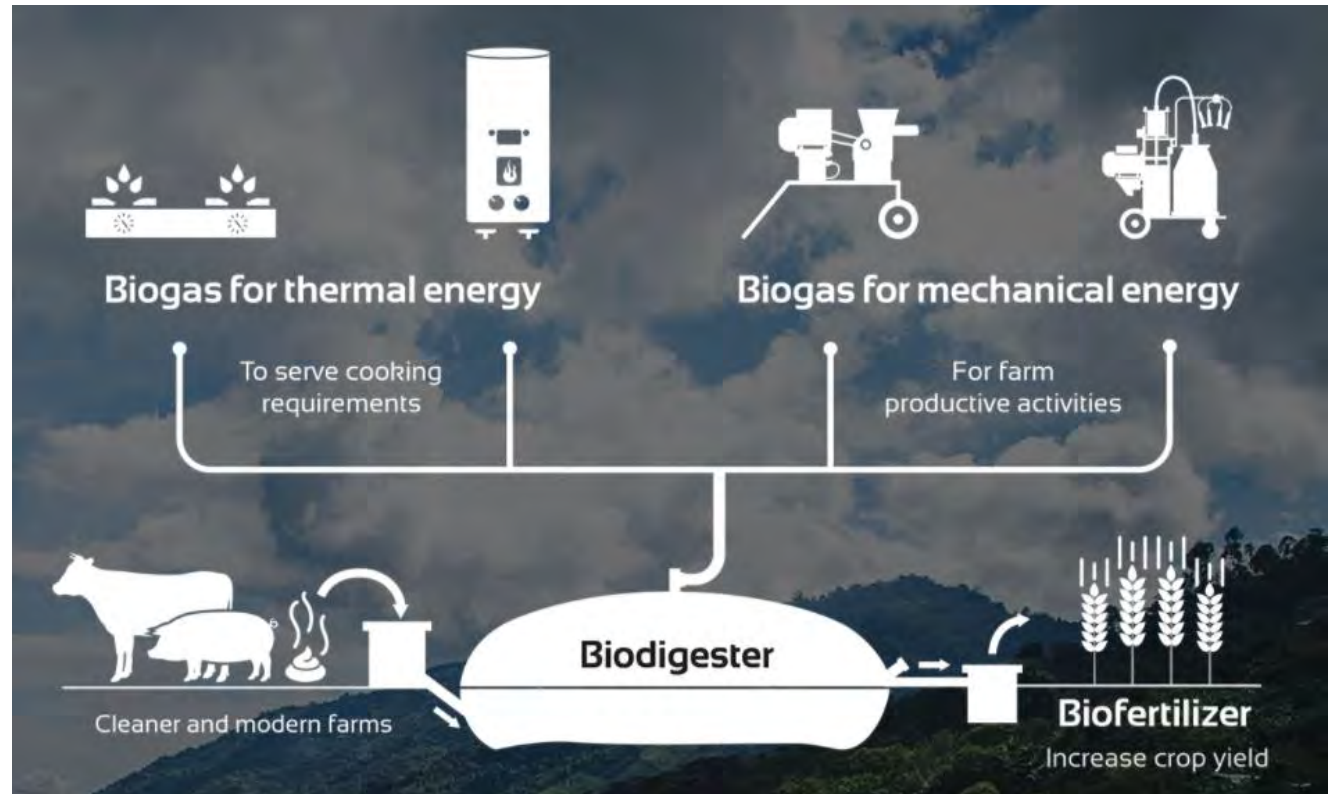 Biogas for thermal energy
Biogas for mechanical energy
To serve cooking
requirements
For farm
productive activities
Biodigester
Cleaner and modern farms
Biofertilizer
Increase crop yield